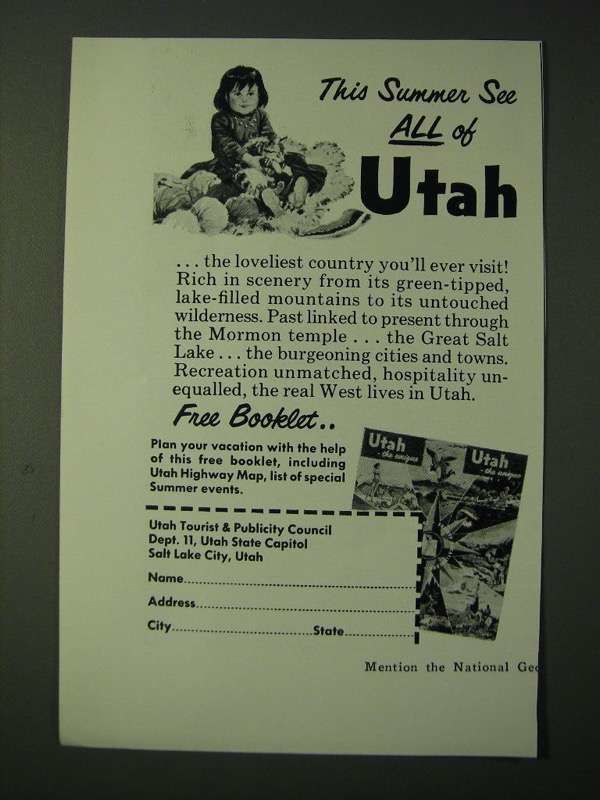 This Summer See
ALL of
Utah
... the loveliest country you'll ever visit!
Rich in scenery from its green-tipped,
lake-filled mountains to its untouched
wilderness. Past linked to present through
the Mormon temple ... the Great Salt
Lake ... the burgeoning cities and towns.
Recreation unmatched, hospitality un-
equalled, the real West lives in Utah.
Free Booklet..
Plan your vacation with the help
of this free booklet, including
Utah Highway Map, list of special
Summer events.
Utah
- the unique
Utah
- the unique
Utah Tourist & Publicity Council
Dept. 11, Utah State Capitol
Salt Lake City, Utah
Name
Address
City State
Mention the National Geo